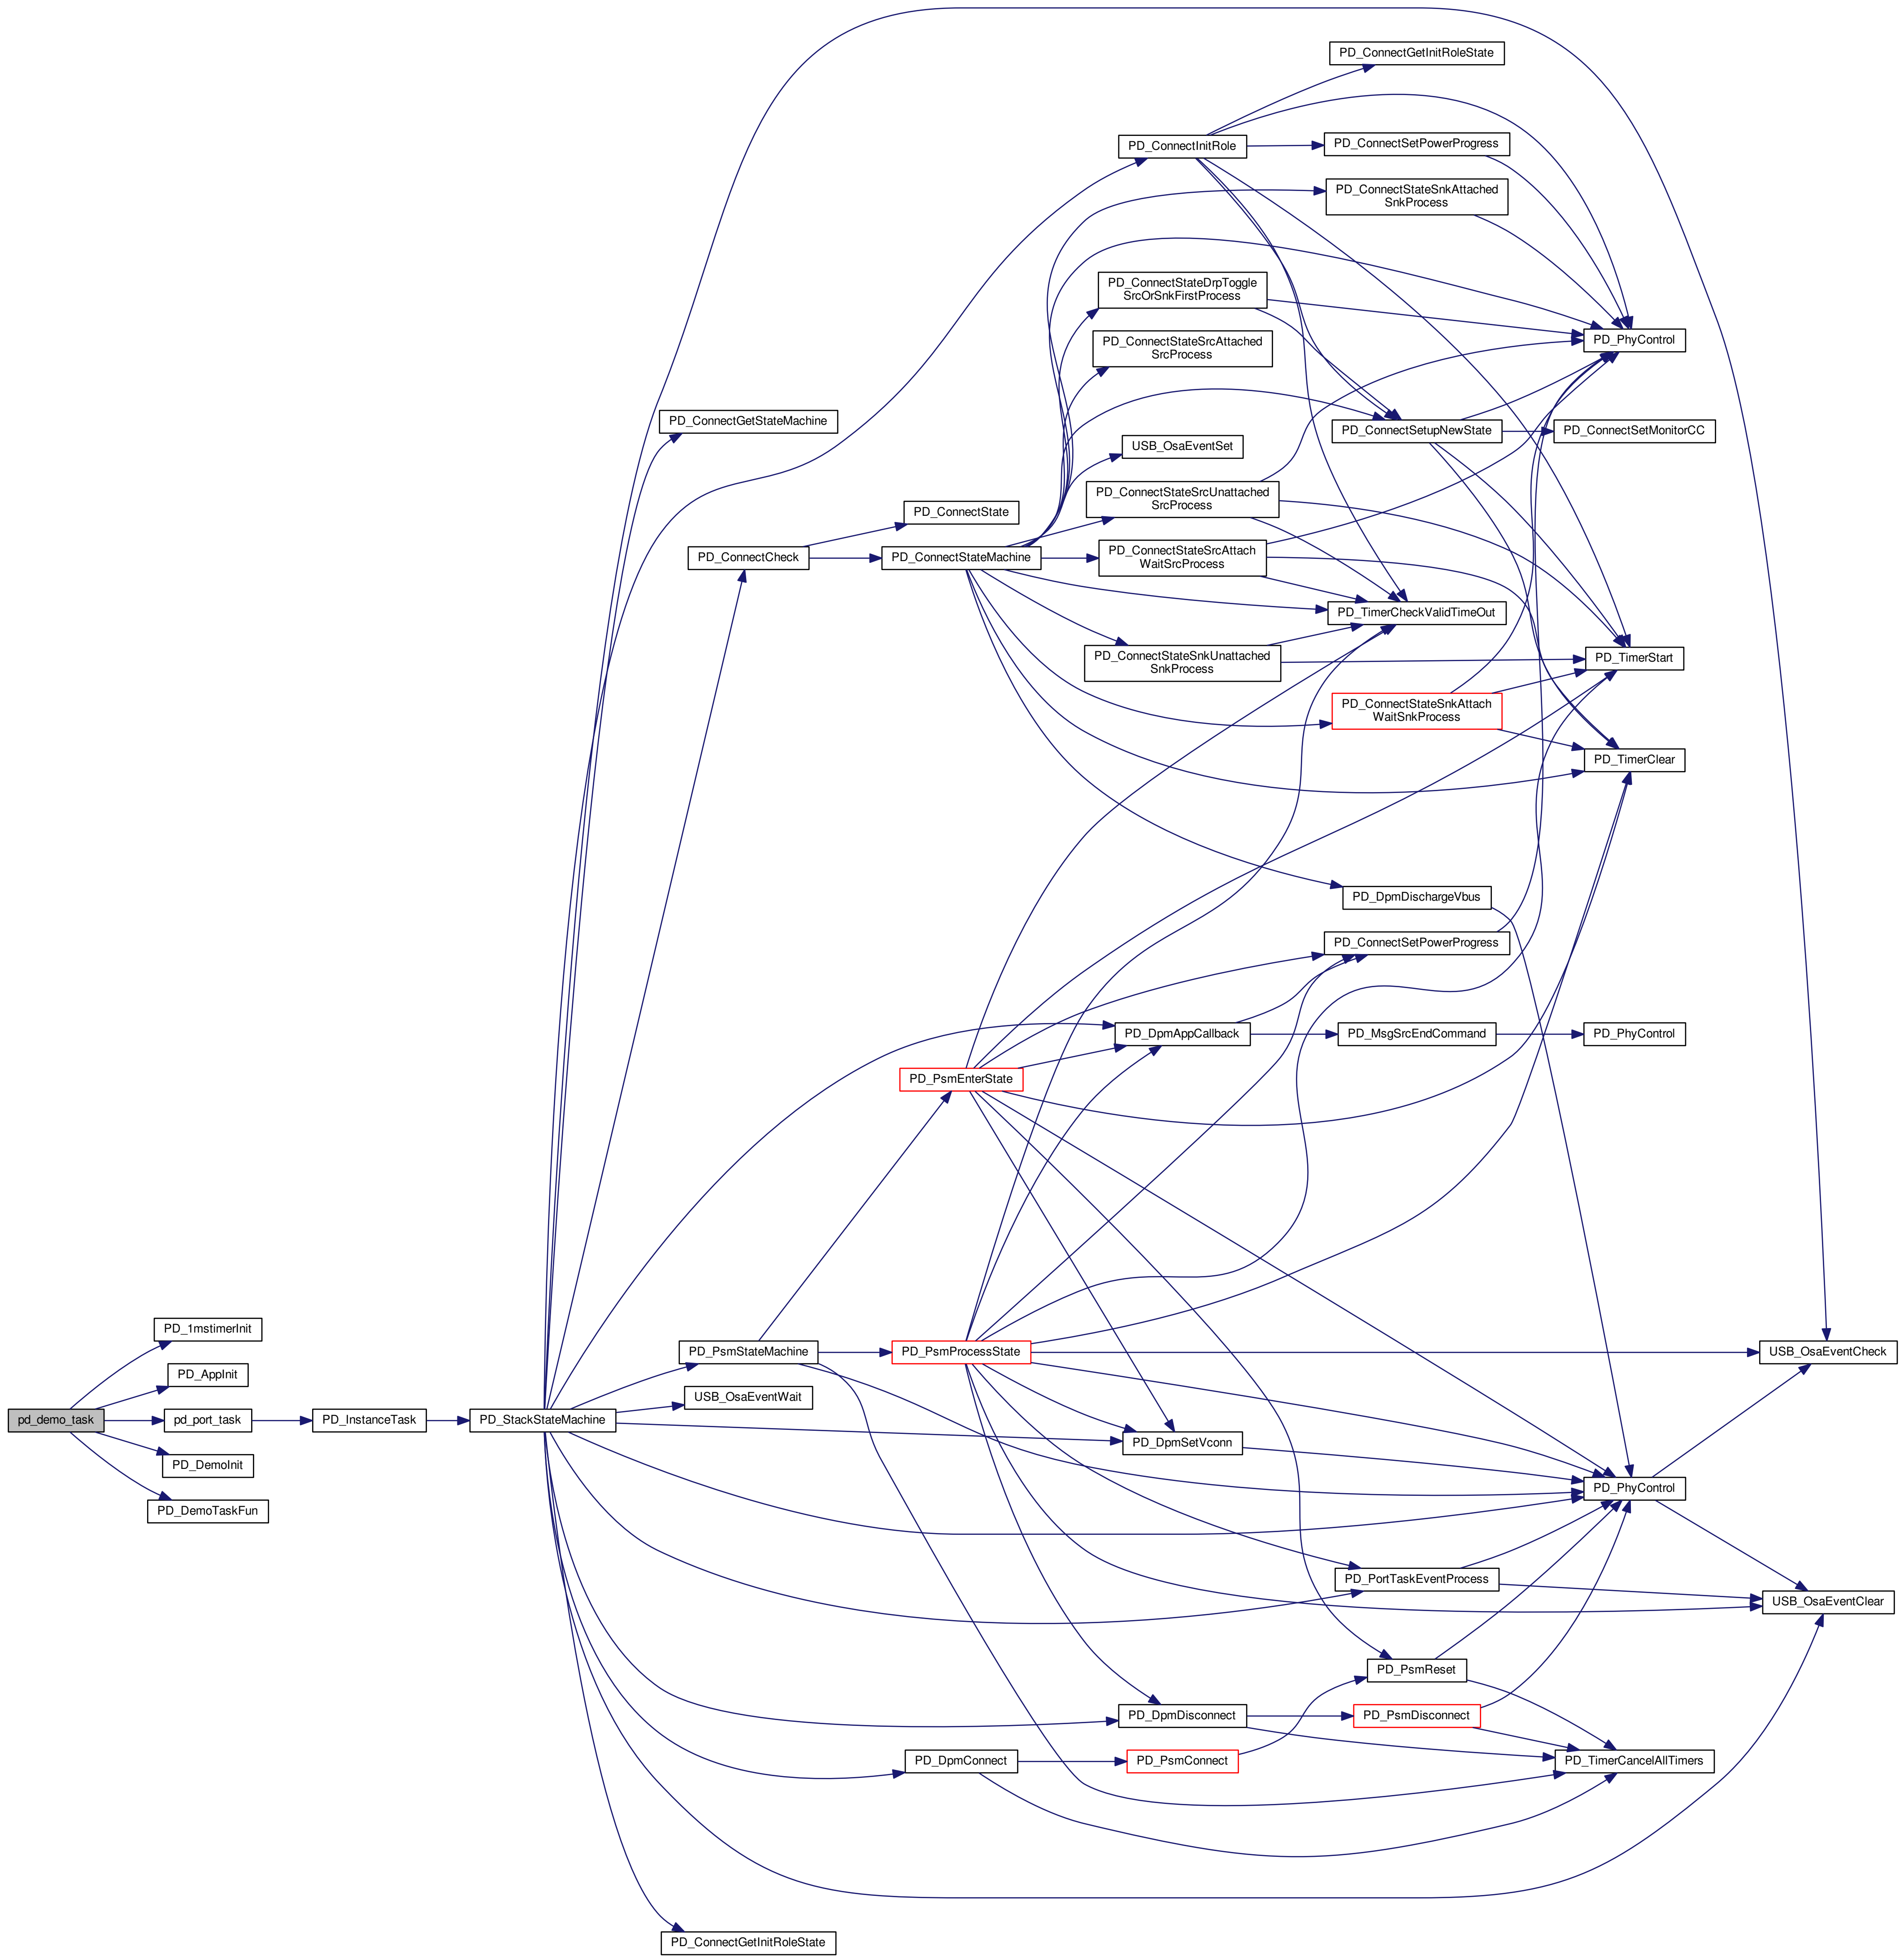 PD_ConnectGetInitRoleState
PD_ConnectInitRole
PD_ConnectSetPowerProgress
PD_ConnectStateSnkAttached
SnkProcess
PD_ConnectStateDrpToggle
SrcOrSnkFirstProcess
PD_PhyControl
PD_ConnectStateSrcAttached
SrcProcess
PD_ConnectGetStateMachine
PD_ConnectSetupNewState
PD_ConnectSetMonitorCC
USB_OsaEventSet
PD_ConnectStateSrcUnattached
SrcProcess
PD_ConnectState
PD_ConnectCheck
PD_ConnectStateMachine
PD_ConnectStateSrcAttach
WaitSrcProcess
PD_TimerCheckValidTimeOut
PD_ConnectStateSnkUnattached
SnkProcess
PD_TimerStart
PD_ConnectStateSnkAttach
WaitSnkProcess
PD_TimerClear
PD_DpmDischargeVbus
PD_ConnectSetPowerProgress
PD_DpmAppCallback
PD_MsgSrcEndCommand
PD_PhyControl
PD_PsmEnterState
PD_1mstimerInit
PD_PsmStateMachine
PD_PsmProcessState
USB_OsaEventCheck
PD_AppInit
USB_OsaEventWait
pd_demo_task
pd_port_task
PD_InstanceTask
PD_StackStateMachine
PD_DpmSetVconn
PD_DemoInit
PD_PhyControl
PD_DemoTaskFun
PD_PortTaskEventProcess
USB_OsaEventClear
PD_PsmReset
PD_DpmDisconnect
PD_PsmDisconnect
PD_DpmConnect
PD_PsmConnect
PD_TimerCancelAllTimers
PD_ConnectGetInitRoleState